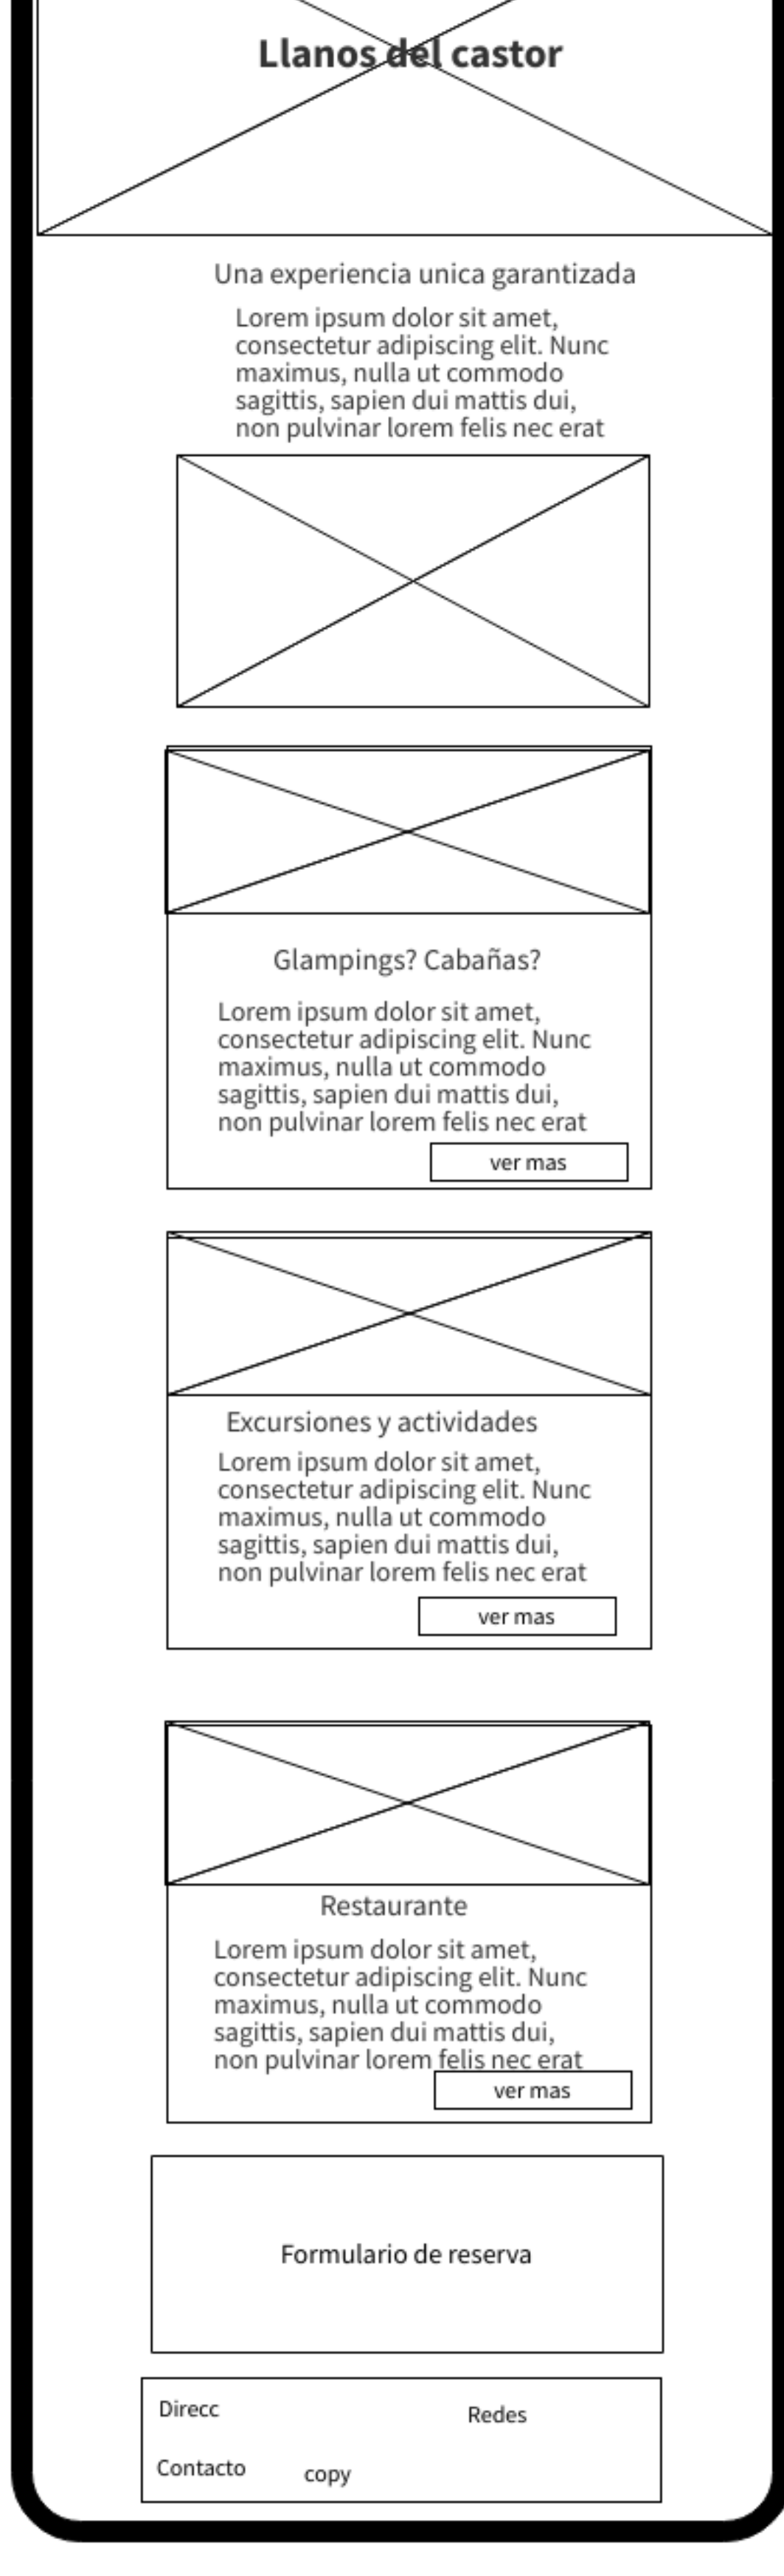 Llanos del castor
Una experiencia unica garantizada
Lorem ipsum dolor sit amet,
consectetur adipiscing elit. Nunc
maximus, nulla ut commodo
sagittis, sapien dui mattis dui,
non pulvinar lorem felis nec erat
Glampings? Cabañas?
Lorem ipsum dolor sit amet,
consectetur adipiscing elit. Nunc
maximus, nulla ut commodo
sagittis, sapien dui mattis dui,
non pulvinar lorem felis nec erat
ver mas
Excursiones y actividades
Lorem ipsum dolor sit amet,
consectetur adipiscing elit. Nunc
maximus, nulla ut commodo
sagittis, sapien dui mattis dui,
non pulvinar lorem felis nec erat
ver mas
Restaurante
Lorem ipsum dolor sit amet,
consectetur adipiscing elit. Nunc
maximus, nulla ut commodo
sagittis, sapien dui mattis dui,
non pulvinar lorem felis nec erat
ver mas
Formulario de reserva
Direcc
Redes
Contacto
copy